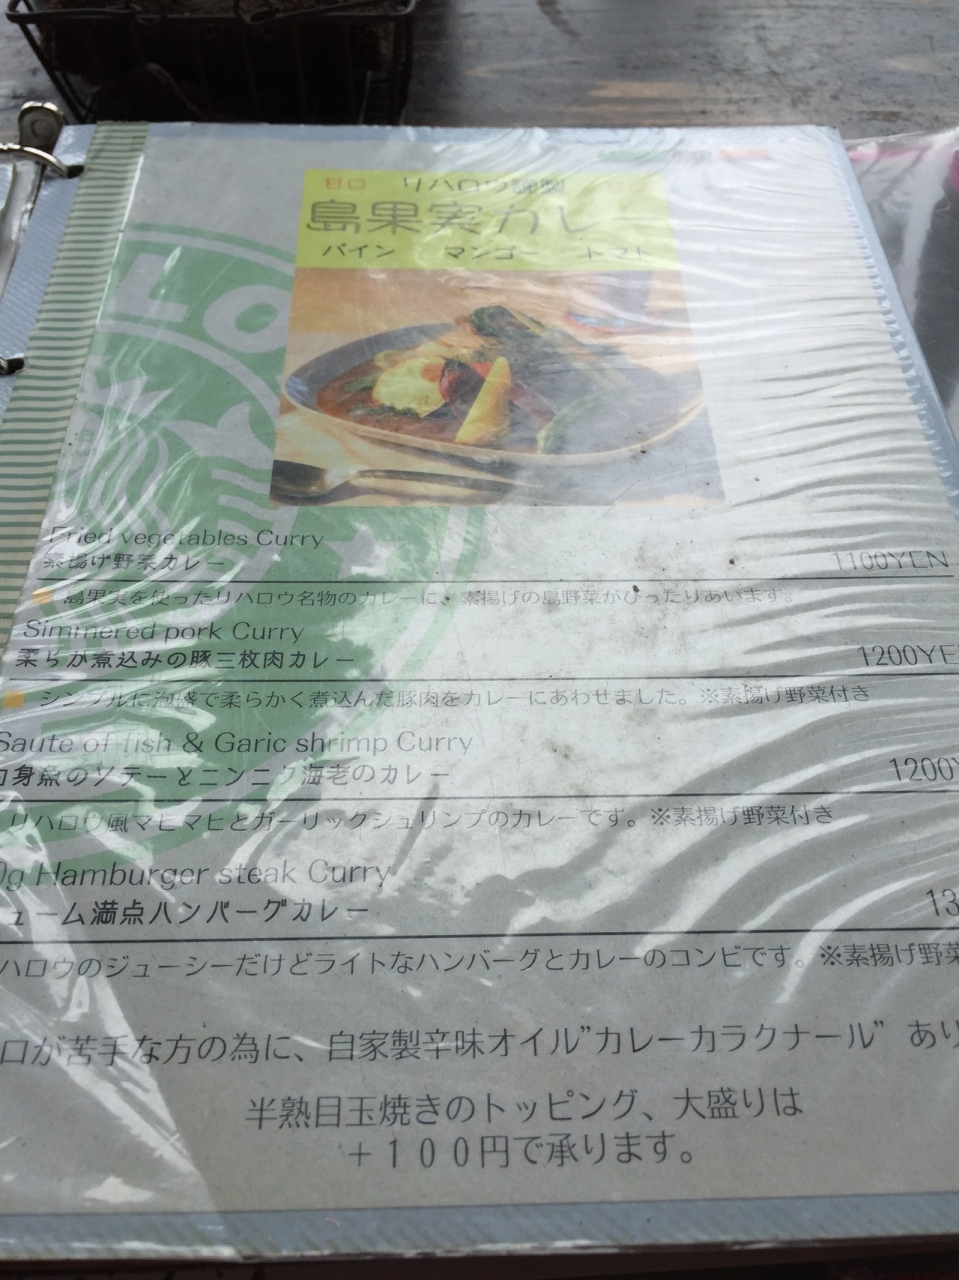 甘口 リハロウ謹製 甘口
島果実カレー
パイン マンゴー トマト
LO
Fried vegetables Curry
素揚げ野菜カレー
1100YEN
島果実を使ったリハロウ名物のカレーに、素揚げの島野菜がぴったりあいます。
Simmered pork Curry
柔らか煮込みの豚三枚肉カレー
1200YE
シンプルに泡盛で柔らかく煮込んだ豚肉をカレーにあわせました。※素揚げ野菜付き
Saute of fish & Garic shrimp Curry
白身魚のソテーとニンニク海老のカレー
1200Y
リハロウ風マヒマヒとガーリックシュリンプのカレーです。※素揚げ野菜付き
0g Hamburger steak Curry
ューム満点ハンバーグカレー
13
ハロウのジューシーだけどライトなハンバーグとカレーのコンビです。※素揚げ野菜
口が苦手な方の為に、自家製辛味オイル"カレーカラクナール" あり
半熟目玉焼きのトッピング、大盛りは
+100円で承ります。